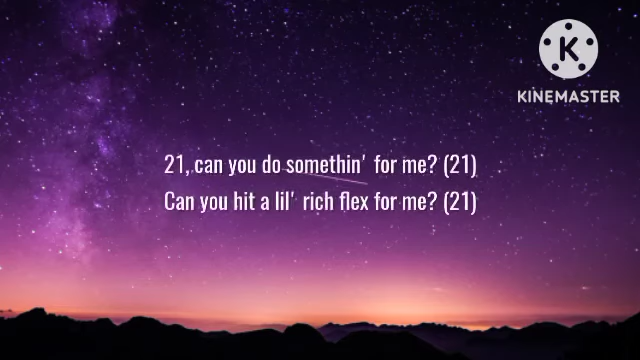 K
KINEMASTER
21, can you do somethin' for me? (21)
Can you hit a lil' rich flex for me? (21)